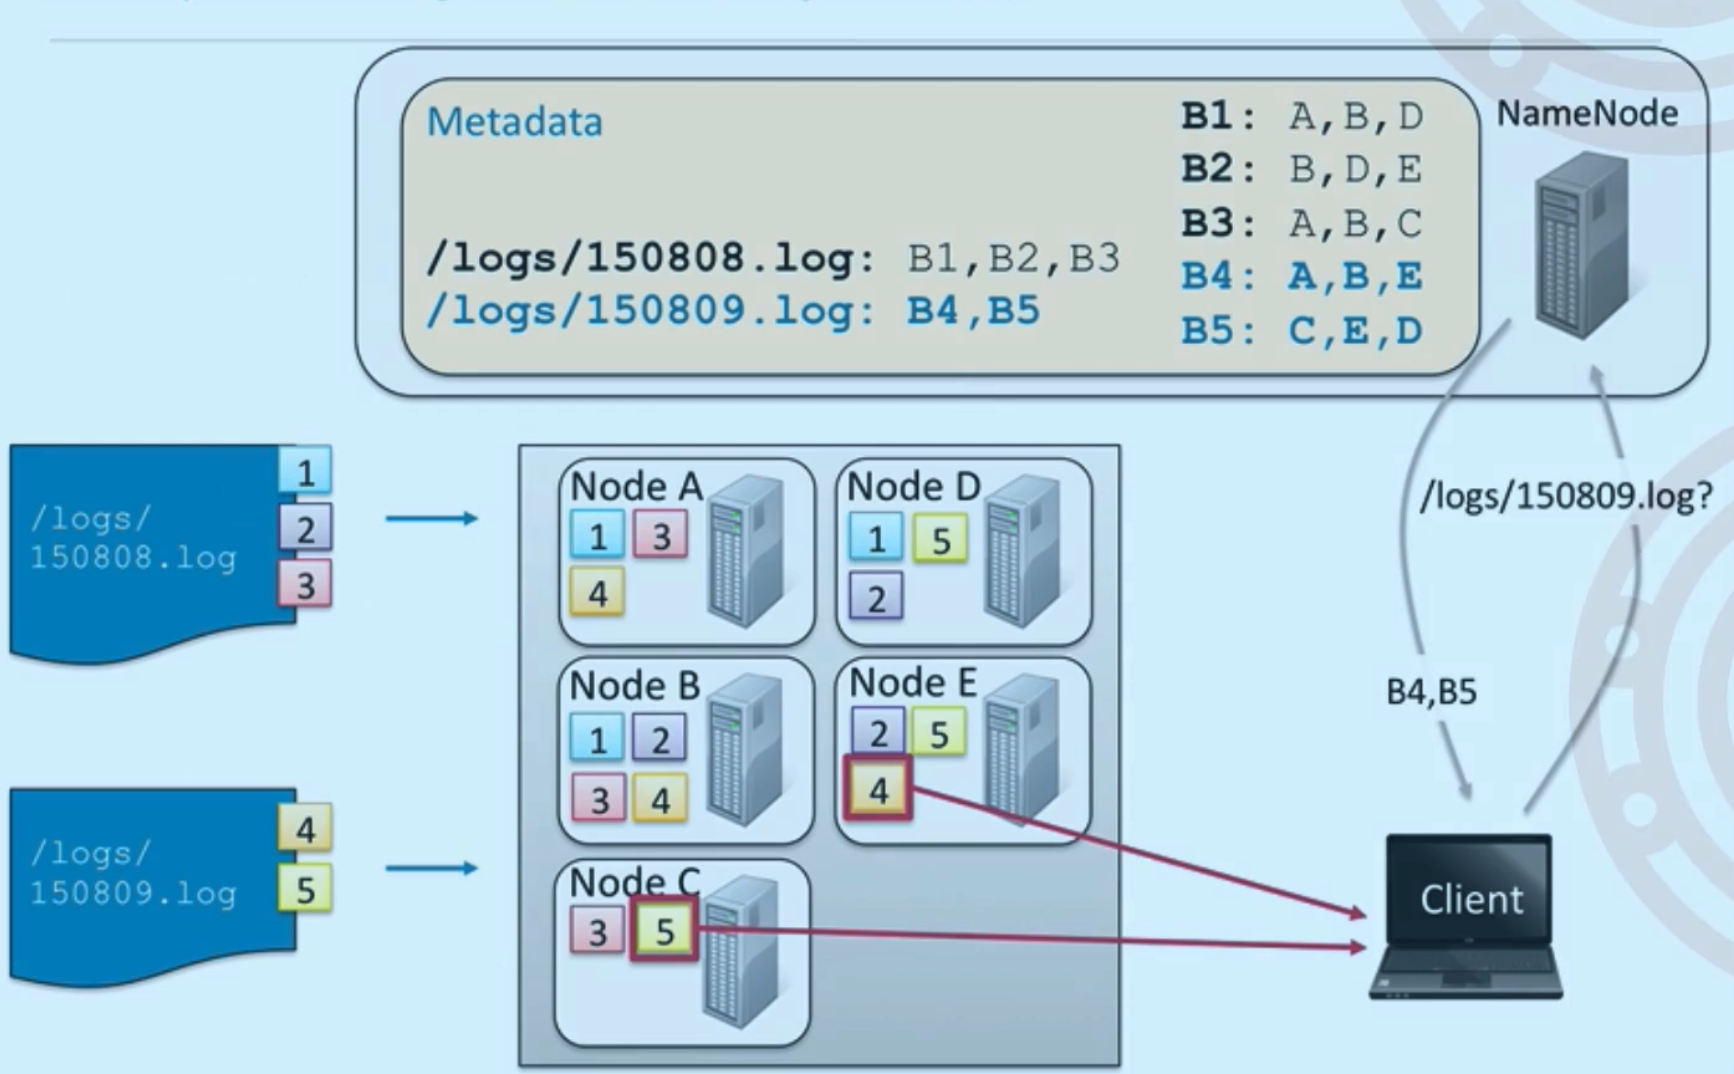 Metadata
/logs/150808.log: B1,B2,B3
/logs/150809.log: B4,B5
B1: A,B,D
B2: B,D,E
B3: A,B,C
B4: A,B,E
B5: C,E,D
NameNode
/logs/150809.log?
B4,B5
Client
/logs/
150808.log
1
2
3
/logs/
150809.log
4
5
Node A
1 3
4
Node D
1 5
2
Node B
1 2
3 4
Node E
2 5
4
Node C
3 5